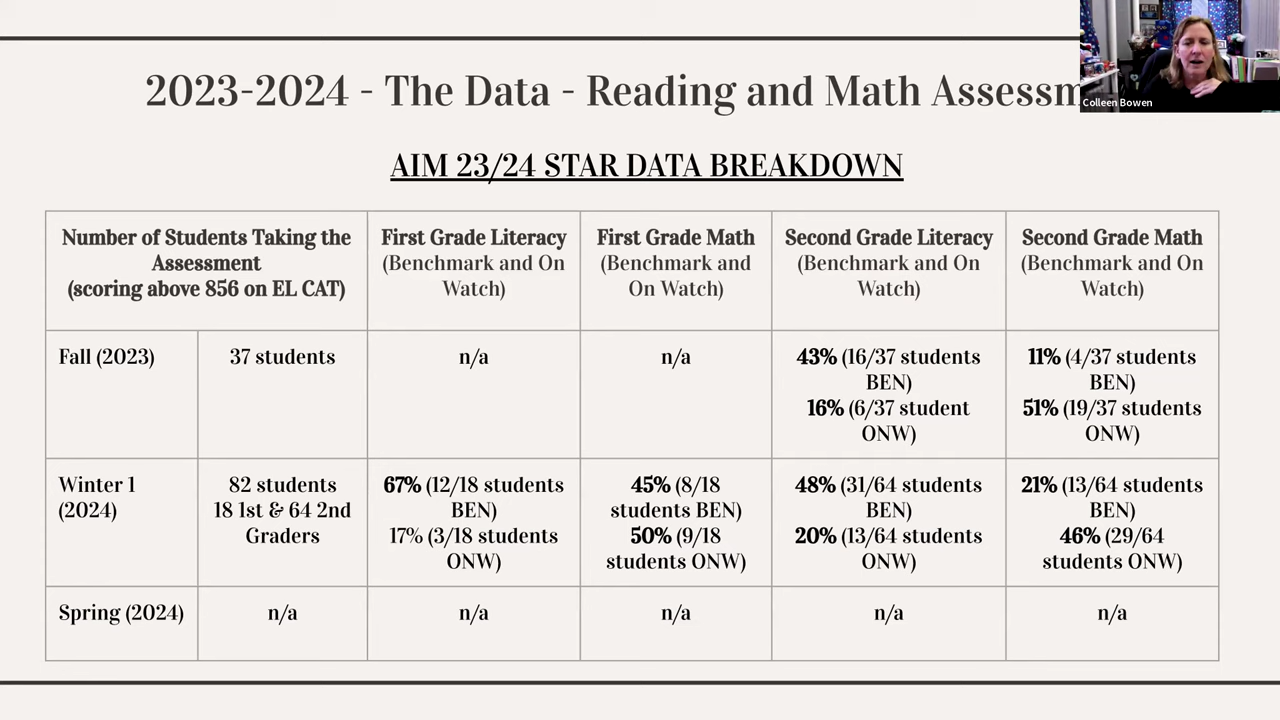 2023-2024 - The Data - Reading and Math
Colleen Bowen
AIM 23/24 STAR DATA BREAKDOWN
Number of Students Taking the
Assessment
(scoring above 856 on EL CAT)
First Grade Literacy
(Benchmark and On
Watch)
First Grade Math
(Benchmark and
On Watch)
Second Grade Literacy
(Benchmark and On
Watch)
Second Grade Math
(Benchmark and On
Watch)
Fall (2023)
37 students
n/a
n/a
43% (16/37 students
BEN)
16% (6/37 student
ONW)
11% (4/37 students
BEN)
51% (19/37 students
ONW)
Winter 1
(2024)
82 students
18 1st & 64 2nd
Graders
67% (12/18 students
BEN)
17% (3/18 students
ONW)
45% (8/18
students BEN)
50% (9/18
students ONW)
48% (31/64 students
BEN)
20% (13/64 students
ONW)
21% (13/64 students
BEN)
46% (29/64
students ONW)
Spring (2024)
n/a
n/a
n/a
n/a
n/a